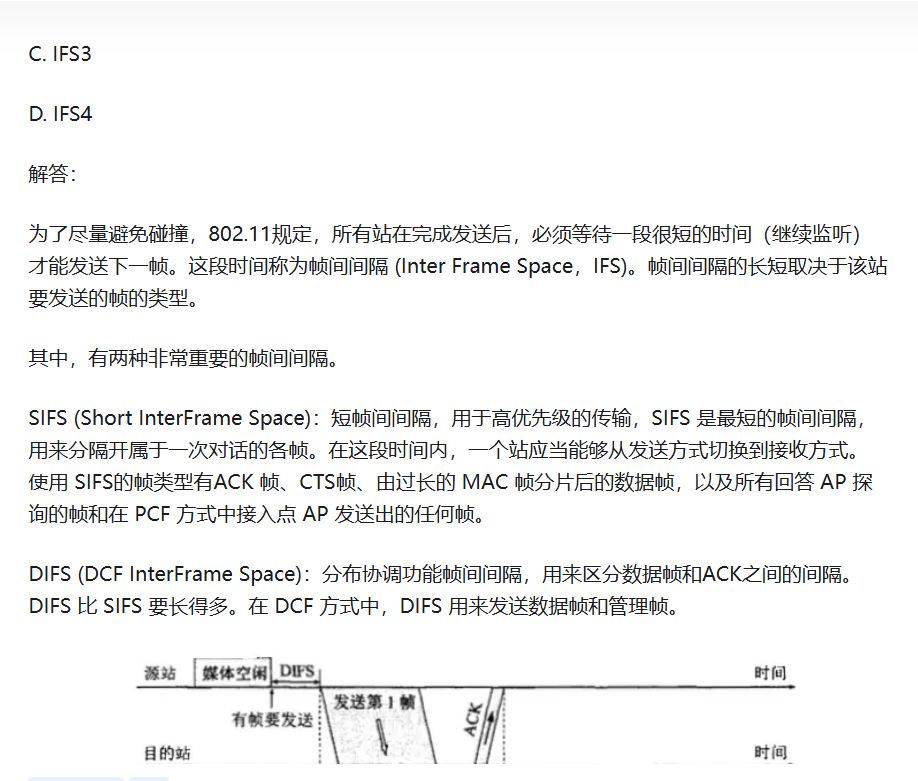 C. IFS3
D. IFS4
解答：
为了尽量避免碰撞，802.11规定，所有站在完成发送后，必须等待一段很短的时间（继续监听）
才能发送下一帧。这段时间称为帧间间隔 (Inter Frame Space，IFS)。帧间间隔的长短取决于该站
要发送的帧的类型。
其中，有两种非常重要的帧间间隔。
SIFS (Short InterFrame Space)：短帧间间隔，用于高优先级的传输，SIFS 是最短的帧间间隔，
用来分隔开属于一次对话的各帧。在这段时间内，一个站应当能够从发送方式切换到接收方式。
使用 SIFS的帧类型有ACK 帧、CTS帧、由过长的 MAC 帧分片后的数据帧，以及所有回答 AP 探
询的帧和在 PCF 方式中接入点 AP 发送出的任何帧。
DIFS (DCF InterFrame Space)：分布协调功能帧间间隔，用来区分数据帧和ACK之间的间隔。
DIFS 比 SIFS 要长得多。在 DCF 方式中，DIFS 用来发送数据帧和管理帧。
源站 媒体空闲 DIFS 时间
发送第 1 帧 ACK
有帧要发送
目的站 时间